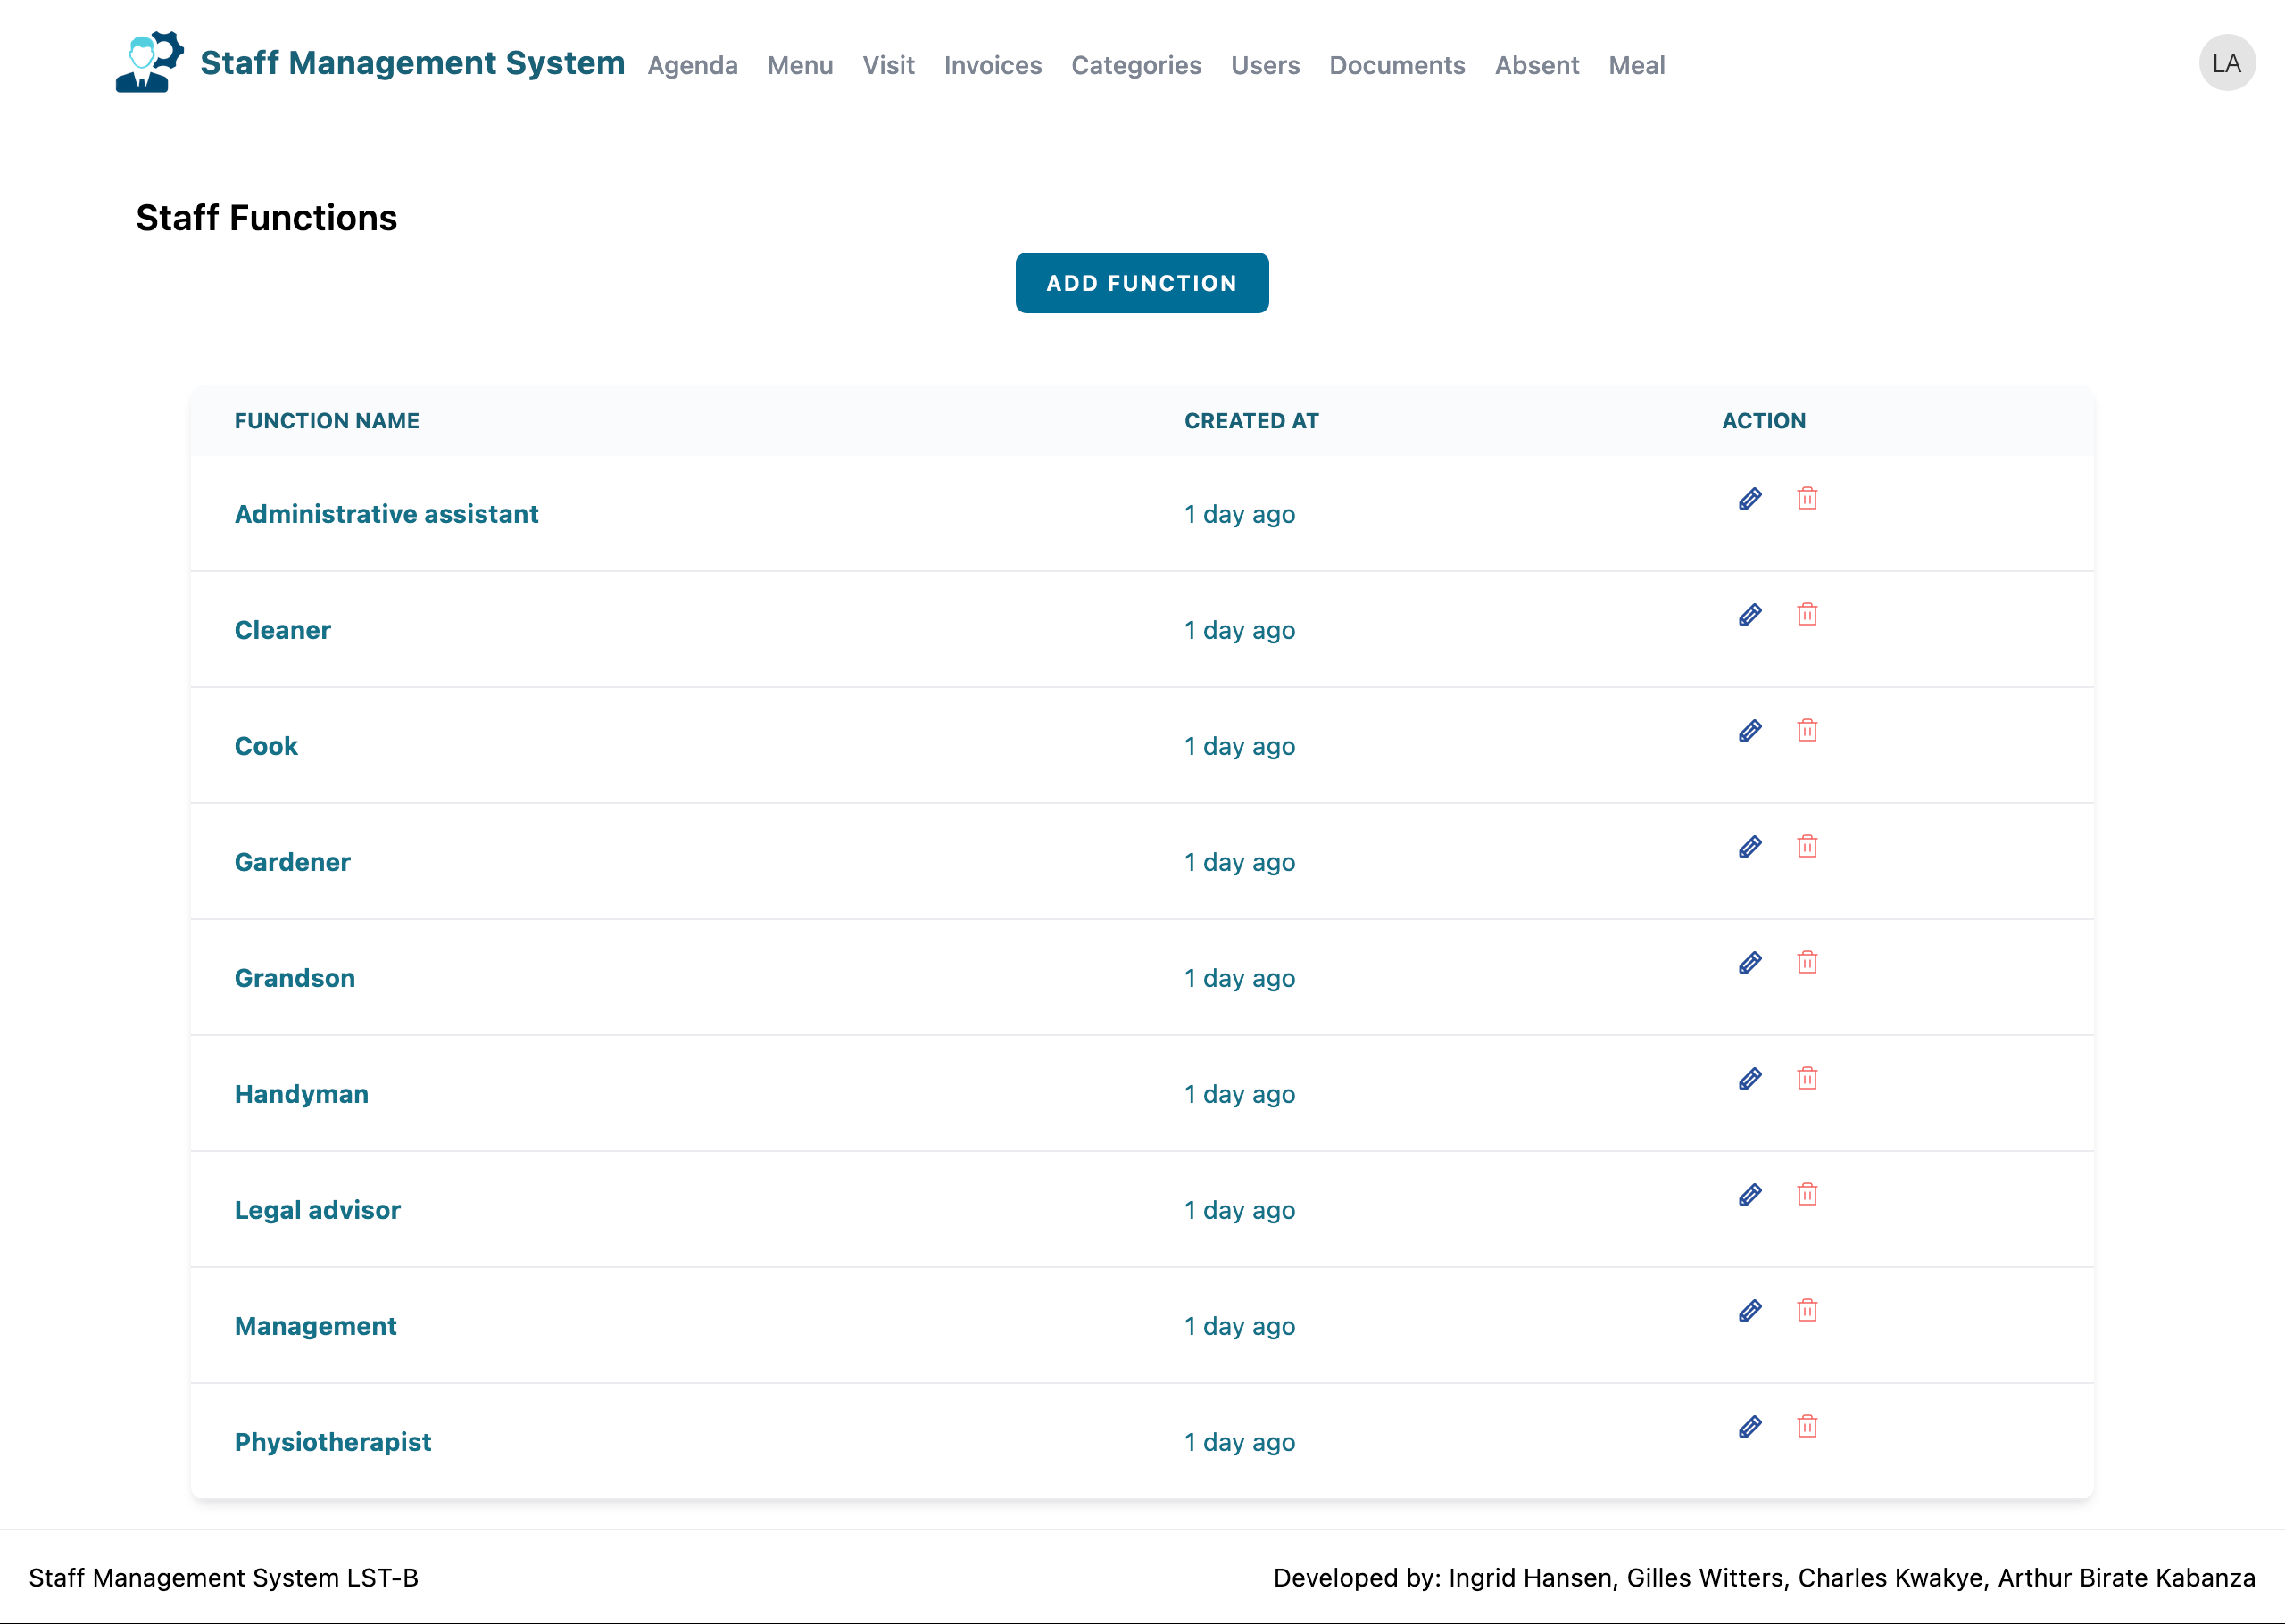 Staff Management System Agenda Menu Visit Invoices Categories Users Documents Absent Meal LA
Staff Functions
ADD FUNCTION
FUNCTION NAME CREATED AT ACTION
Administrative assistant 1 day ago
Cleaner 1 day ago
Cook 1 day ago
Gardener 1 day ago
Grandson 1 day ago
Handyman 1 day ago
Legal advisor 1 day ago
Management 1 day ago
Physiotherapist 1 day ago
Staff Management System LST-B Developed by: Ingrid Hansen, Gilles Witters, Charles Kwakye, Arthur Birate Kabanza